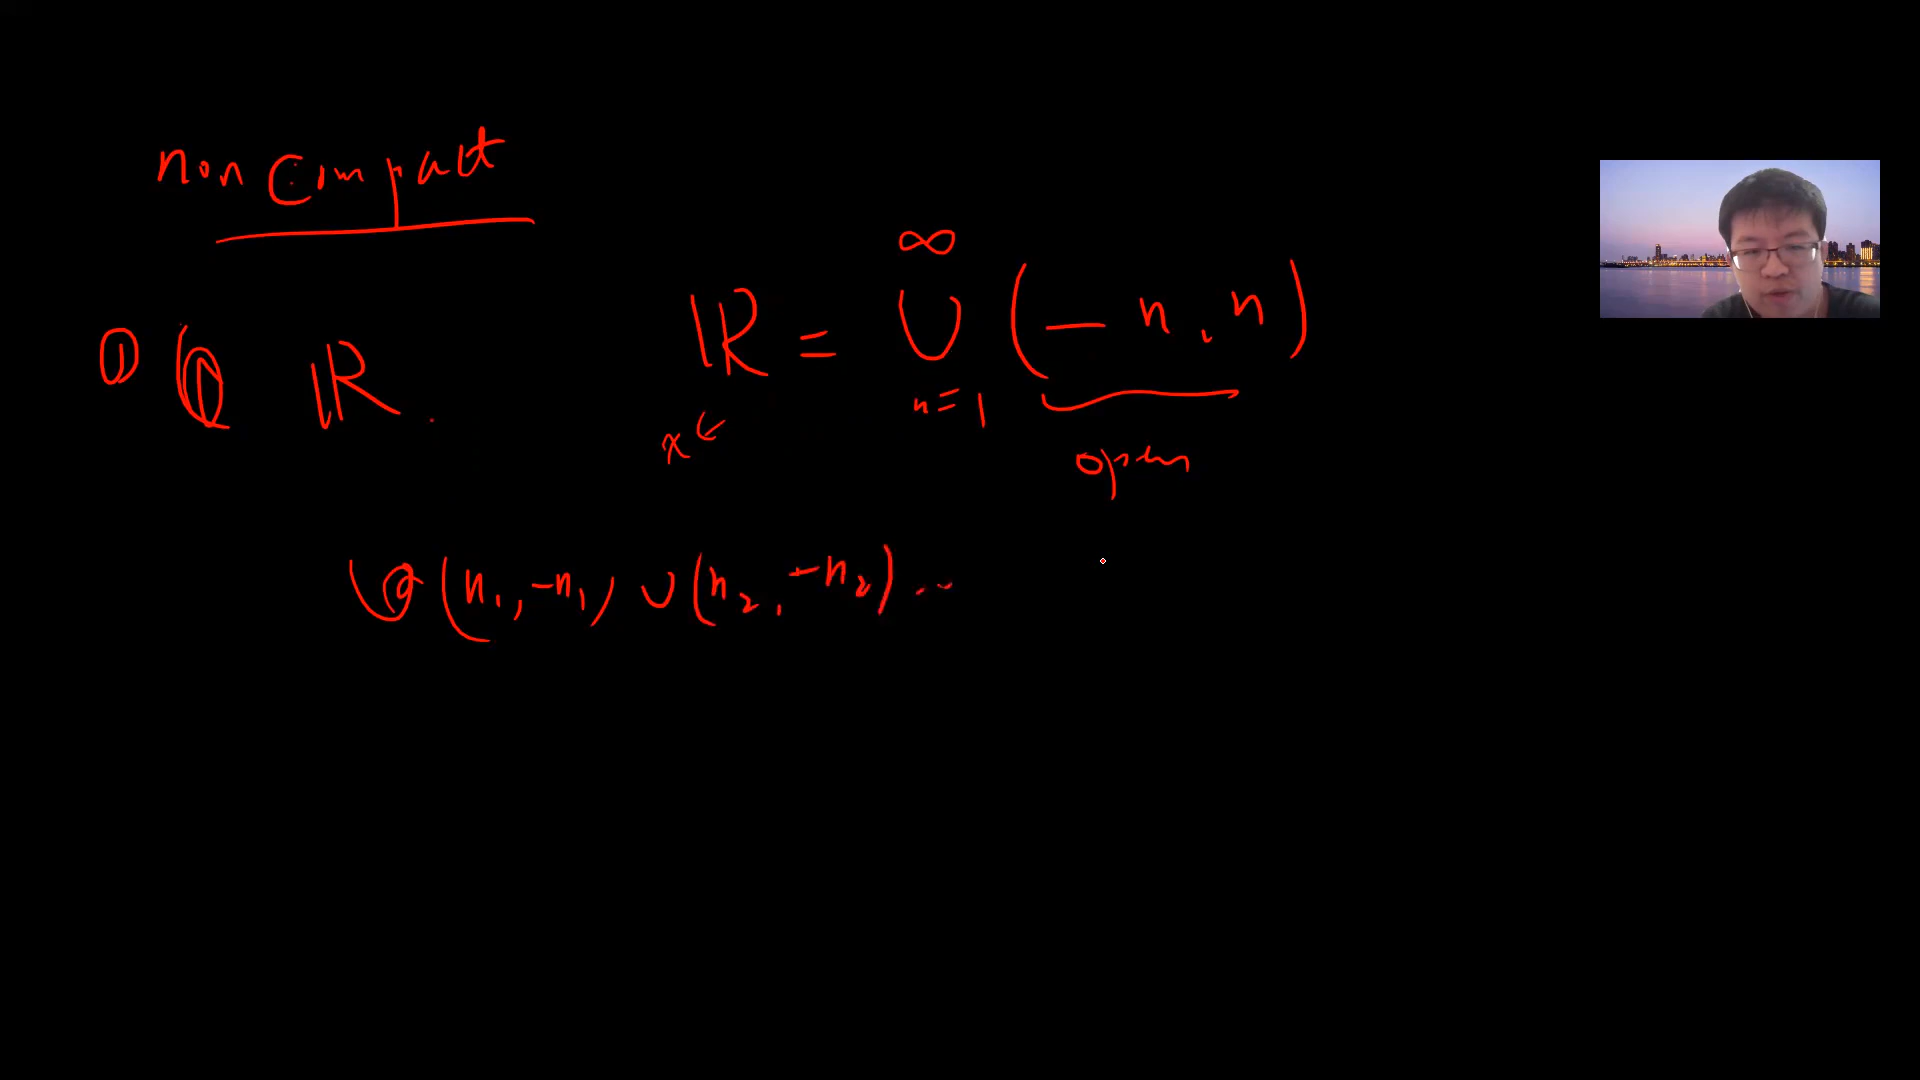 non compact
① ℝ.
ℝ = ∞ ∪ n=1 (-n, n)
x ←
open
(n₁, -n₁) ∪ (n₂, -n₂) ...